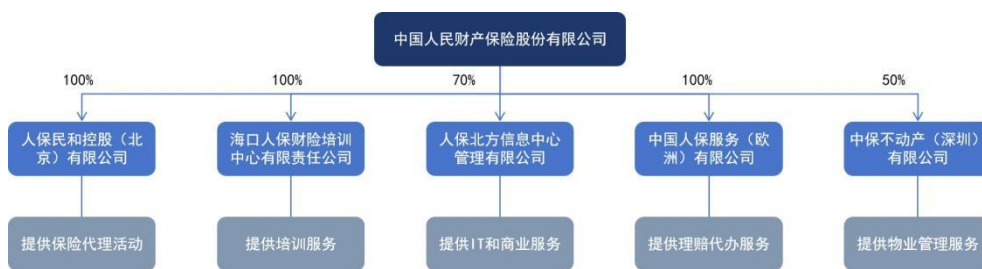 中国人民财产保险股份有限公司
100%
100%
70%
100%
50%
人保民和控股（北
京）有限公司
海口人保财险培训
中心有限责任公司
人保北方信息中心
管理有限公司
中国人保服务（欧
洲）有限公司
中保不动产（深圳）
有限公司
提供保险代理活动
提供培训服务
提供IT和商业服务
提供理赔代办服务
提供物业管理服务